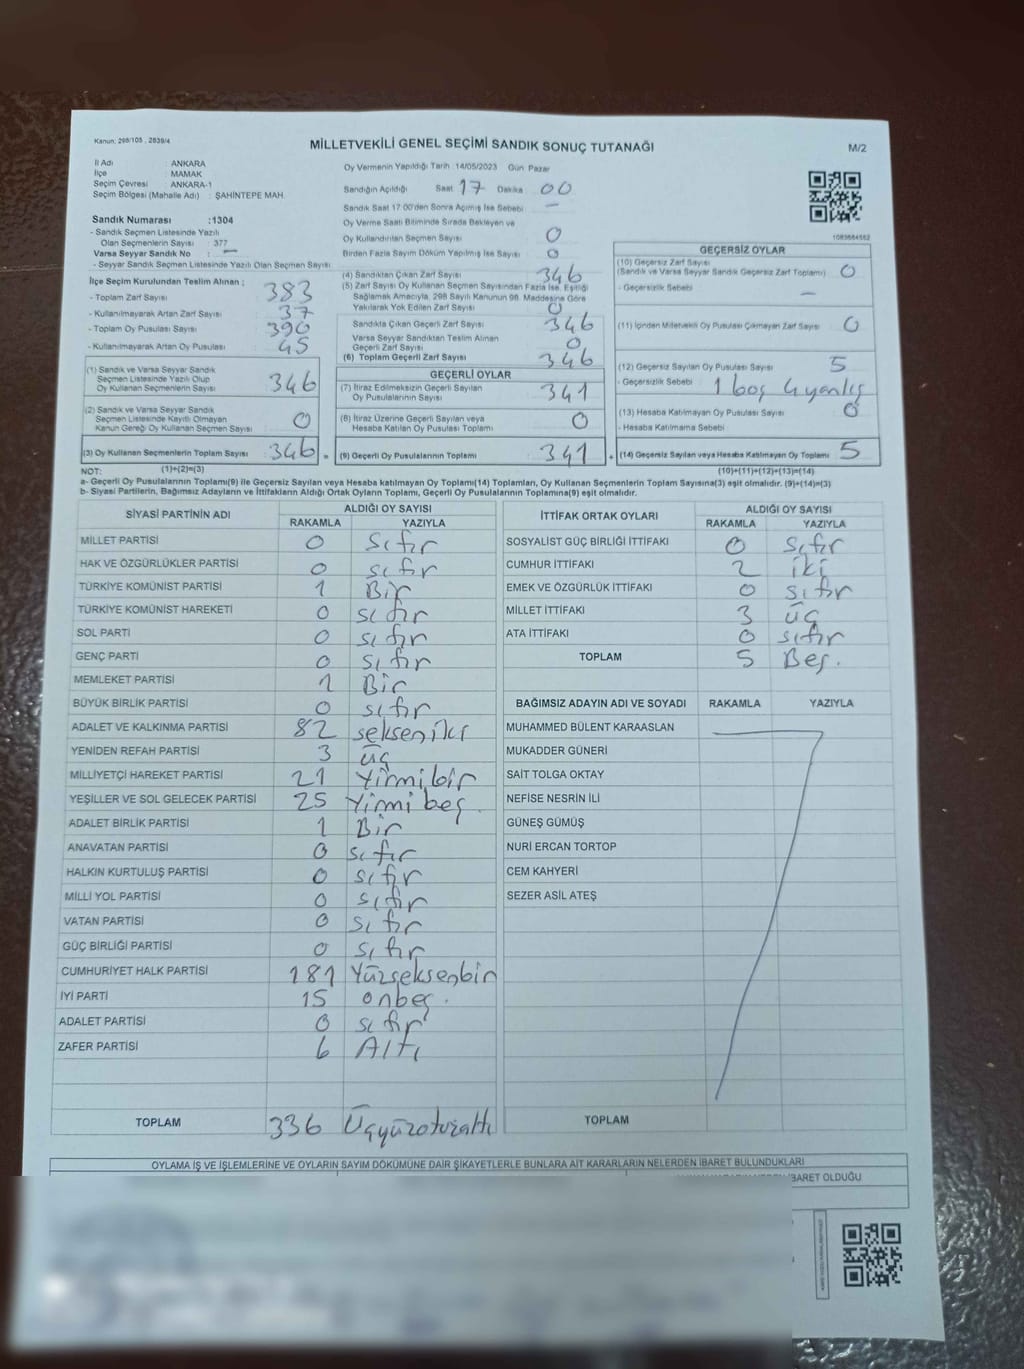 Kanun: 298/105 , 2839/4
MİLLETVEKİLİ GENEL SEÇİMİ SANDIK SONUÇ TUTANAĞI
M/2
İl Adı : ANKARA
İlçe : MAMAK
Seçim Çevresi : ANKARA-1
Seçim Bölgesi (Mahalle Adı) : ŞAHİNTEPE MAH.
Sandık Numarası :1304
- Sandık Seçmen Listesinde Yazılı
Olan Seçmenlerin Sayısı : 377
Varsa Seyyar Sandık No : —
- Seyyar Sandık Seçmen Listesinde Yazılı Olan Seçmen Sayısı:
İlçe Seçim Kurulundan Teslim Alınan ;
- Toplam Zarf Sayısı 383
- Kullanılmayarak Artan Zarf Sayısı 37
- Toplam Oy Pusulası Sayısı 390
- Kullanılmayarak Artan Oy Pusulası 45
(1) Sandık ve Varsa Seyyar Sandık
Seçmen Listesinde Yazılı Olup
Oy Kullanan Seçmenlerin Sayısı 346
(2) Sandık ve Varsa Seyyar Sandık
Seçmen Listesinde Kayıtlı Olmayan
Kanun Gereği Oy Kullanan Seçmen Sayısı 0
(3) Oy Kullanan Seçmenlerin Toplam Sayısı 346 =
Oy Vermenin Yapıldığı Tarih 14/05/2023 Gün Pazar
Sandığın Açıldığı Saat 17 Dakika 00
Sandık Saat 17:00'den Sonra Açılmış İse Sebebi —
Oy Verme Saati Bitiminde Sırada Bekleyen ve
Oy Kullandırılan Seçmen Sayısı 0
Birden Fazla Sayım Döküm Yapılmış İse Sayısı 0
(4) Sandıktan Çıkan Zarf Sayısı 346
(5) Zarf Sayısı Oy Kullanan Seçmen Sayısından Fazla İse, Eşitliği
Sağlamak Amacıyla, 298 Sayılı Kanunun 98. Maddesine Göre
Yakılarak Yok Edilen Zarf Sayısı 0
Sandıkta Çıkan Geçerli Zarf Sayısı 346
Varsa Seyyar Sandıktan Teslim Alınan
Geçerli Zarf Sayısı 0
(6) Toplam Geçerli Zarf Sayısı 346
GEÇERLİ OYLAR
(7) İtiraz Edilmeksizin Geçerli Sayılan
Oy Pusulalarının Sayısı 341
(8) İtiraz Üzerine Geçerli Sayılan veya
Hesaba Katılan Oy Pusulası Toplamı 0
(9) Geçerli Oy Pusulalarının Toplamı 341 +
1083684562
GEÇERSİZ OYLAR
(10) Geçersiz Zarf Sayısı
(Sandık ve Varsa Seyyar Sandık Geçersiz Zarf Toplamı) 0
- Geçersizlik Sebebi —
(11) İçinden Milletvekili Oy Pusulası Çıkmayan Zarf Sayısı 0
(12) Geçersiz Sayılan Oy Pusulası Sayısı 5
- Geçersizlik Sebebi 1 boş 4 yanlış
(13) Hesaba Katılmayan Oy Pusulası Sayısı 0
- Hesaba Katılmama Sebebi
(14) Geçersiz Sayılan veya Hesaba Katılmayan Oy Toplamı 5
NOT: (1)+(2)=(3) (10)+(11)+(12)+(13)=(14)
a- Geçerli Oy Pusulalarının Toplamı(9) ile Geçersiz Sayılan veya Hesaba katılmayan Oy Toplamı(14) Toplamları, Oy Kullanan Seçmenlerin Toplam Sayısına(3) eşit olmalıdır. (9)+(14)=(3)
b- Siyasi Partilerin, Bağımsız Adayların ve İttifakların Aldığı Ortak Oyların Toplamı, Geçerli Oy Pusulalarının Toplamına(9) eşit olmalıdır.
SİYASİ PARTİNİN ADI ALDIĞI OY SAYISI
RAKAMLA YAZIYLA
MİLLET PARTİSİ 0 Sıfır
HAK VE ÖZGÜRLÜKLER PARTİSİ 0 Sıfır
TÜRKİYE KOMÜNİST PARTİSİ 1 Bir
TÜRKİYE KOMÜNİST HAREKETİ 0 sıfır
SOL PARTİ 0 sıfır
GENÇ PARTİ 0 sıfır
MEMLEKET PARTİSİ 1 Bir
BÜYÜK BİRLİK PARTİSİ 0 sıfır
ADALET VE KALKINMA PARTİSİ 82 sekseniki
YENİDEN REFAH PARTİSİ 3 üç
MİLLİYETÇİ HAREKET PARTİSİ 21 Yirmibir
YEŞİLLER VE SOL GELECEK PARTİSİ 25 Yirmi beş.
ADALET BİRLİK PARTİSİ 1 Bir
ANAVATAN PARTİSİ 0 sıfır
HALKIN KURTULUŞ PARTİSİ 0 sıfır
MİLLİ YOL PARTİSİ 0 sıfır
VATAN PARTİSİ 0 sıfır
GÜÇ BİRLİĞİ PARTİSİ 0 sıfır
CUMHURİYET HALK PARTİSİ 181 Yüzseksenbir
İYİ PARTİ 15 onbeş.
ADALET PARTİSİ 0 sıfır
ZAFER PARTİSİ 6 Altı
TOPLAM 336 Üçyüzotuzaltı
İTTİFAK ORTAK OYLARI ALDIĞI OY SAYISI
RAKAMLA YAZIYLA
SOSYALİST GÜÇ BİRLİĞİ İTTİFAKI 0 Sıfır
CUMHUR İTTİFAKI 2 iki
EMEK VE ÖZGÜRLÜK İTTİFAKI 0 sıfır
MİLLET İTTİFAKI 3 üç
ATA İTTİFAKI 0 sıfır
TOPLAM 5 Beş.
BAĞIMSIZ ADAYIN ADI VE SOYADI RAKAMLA YAZIYLA
MUHAMMED BÜLENT KARAASLAN
MUKADDER GÜNERİ
SAİT TOLGA OKTAY
NEFİSE NESRİN İLİ
GÜNEŞ GÜMÜŞ
NURİ ERCAN TORTOP
CEM KAHYERİ
SEZER ASİL ATEŞ
TOPLAM
OYLAMA İŞ VE İŞLEMLERİNE VE OYLARIN SAYIM DÖKÜMÜNE DAİR ŞİKAYETLERLE BUNLARA AİT KARARLARIN NELERDEN İBARET BULUNDUKLARI
İBARET OLDUĞU